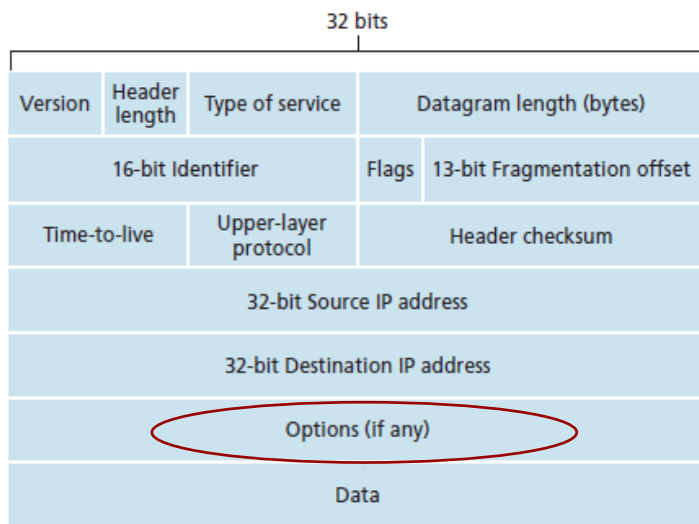 32 bits
Version
Header
length
Type of service
Datagram length (bytes)
16-bit Identifier
Flags
13-bit Fragmentation offset
Time-to-live
Upper-layer
protocol
Header checksum
32-bit Source IP address
32-bit Destination IP address
Options (if any)
Data